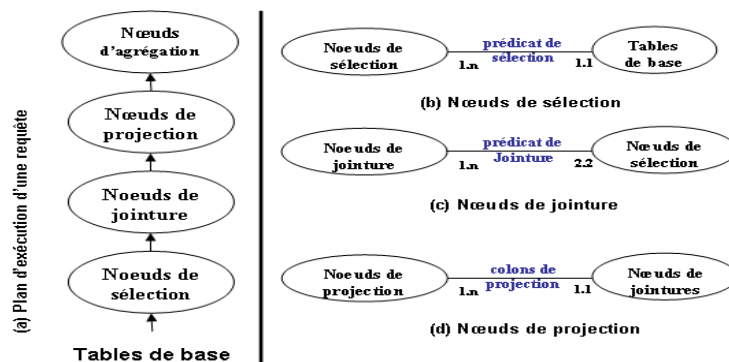 (a) Plan d'exécution d'une requête
Nœuds
d'agrégation
Nœuds de
projection
Noeuds de
jointure
Noeuds de
sélection
Tables de base
Noeuds de
sélection
prédicat de
sélection
1.n
1.1
Tables
de base
(b) Nœuds de sélection
Noeuds de
jointure
prédicat de
Jointure
1.n
2.2
Nœuds de
sélection
(c) Nœuds de jointure
Noeuds de
projection
colons de
projection
1.n
1.1
Nœuds de
jointures
(d) Nœuds de projection